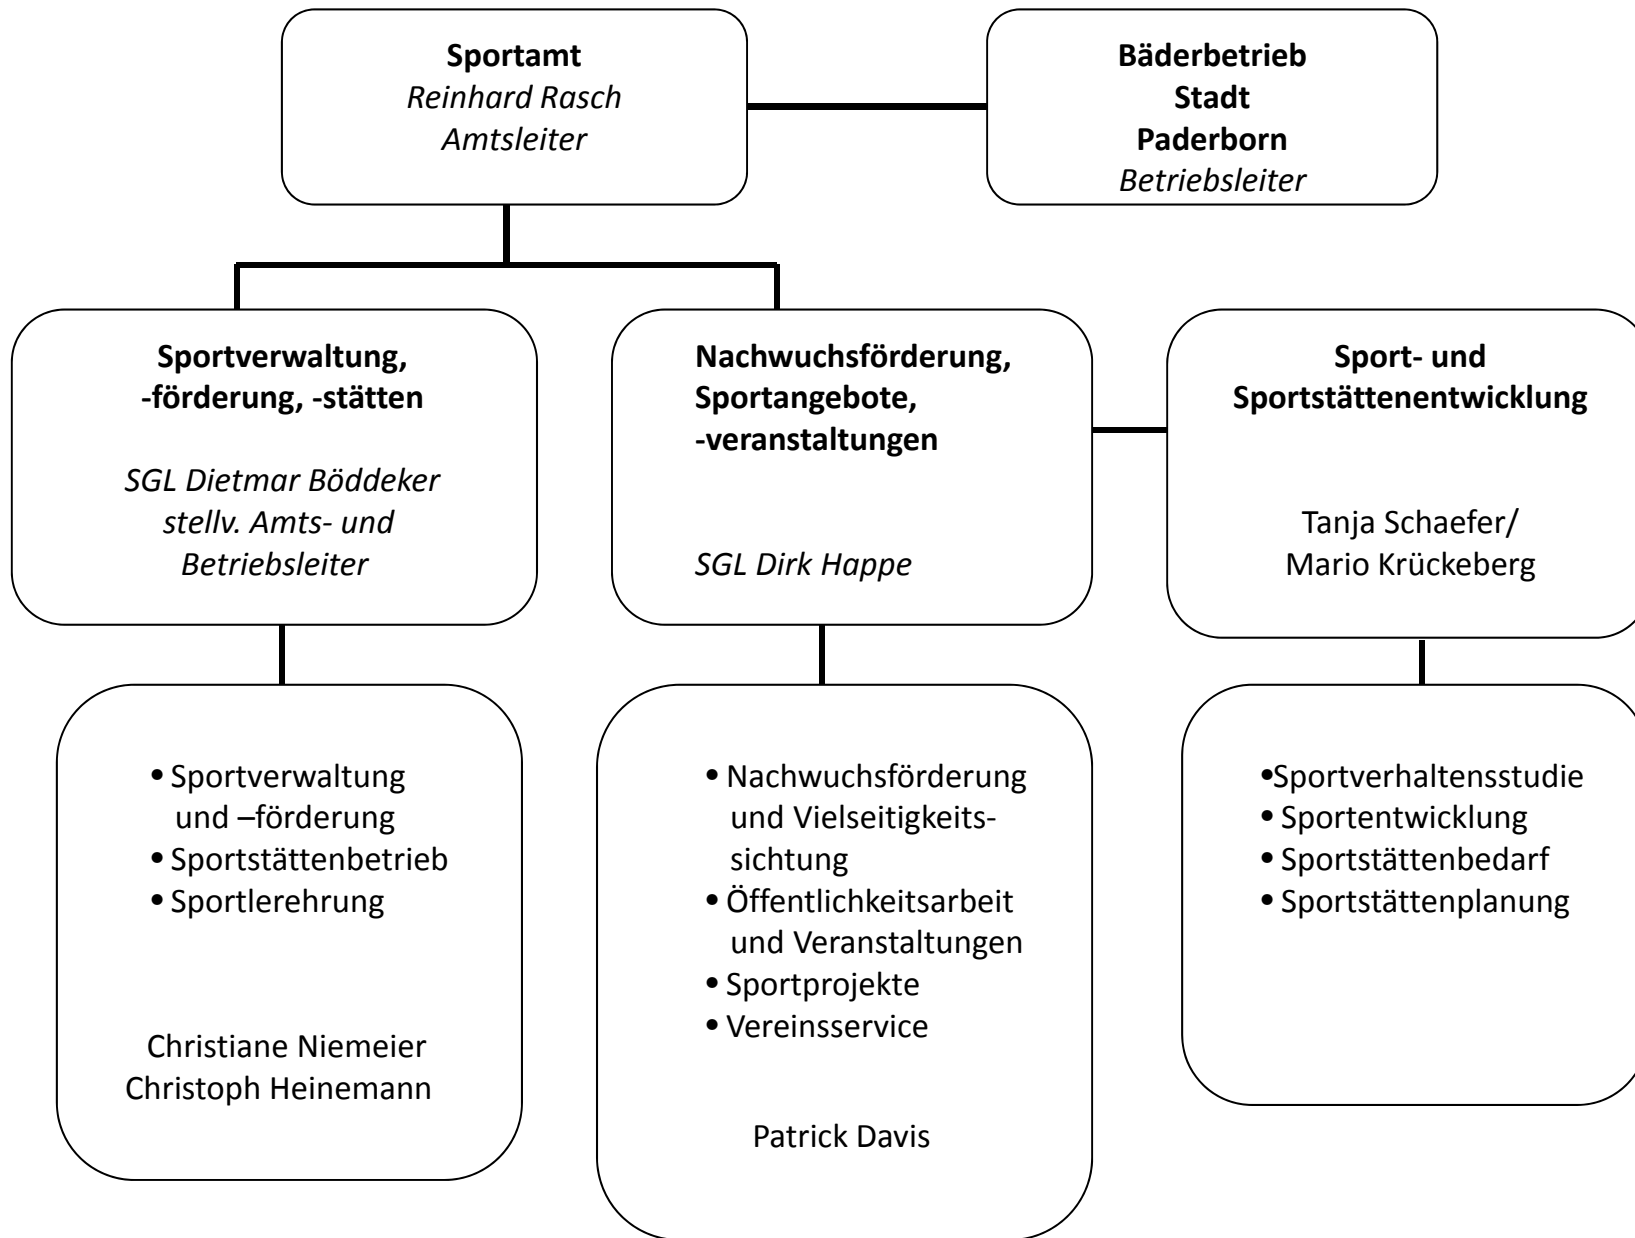 Sportamt
Reinhard Rasch
Amtsleiter
Bäderbetrieb
Stadt
Paderborn
Betriebsleiter
Sportverwaltung,
-förderung, -stätten
SGL Dietmar Böddeker
stellv. Amts- und
Betriebsleiter
Nachwuchsförderung,
Sportangebote,
-veranstaltungen
SGL Dirk Happe
Sport- und
Sportstättenentwicklung
Tanja Schaefer/
Mario Krückeberg
• Sportverwaltung
und –förderung
• Sportstättenbetrieb
• Sportlerehrung
Christiane Niemeier
Christoph Heinemann
• Nachwuchsförderung
und Vielseitigkeits-
sichtung
• Öffentlichkeitsarbeit
und Veranstaltungen
• Sportprojekte
• Vereinsservice
Patrick Davis
•Sportverhaltensstudie
• Sportentwicklung
• Sportstättenbedarf
• Sportstättenplanung